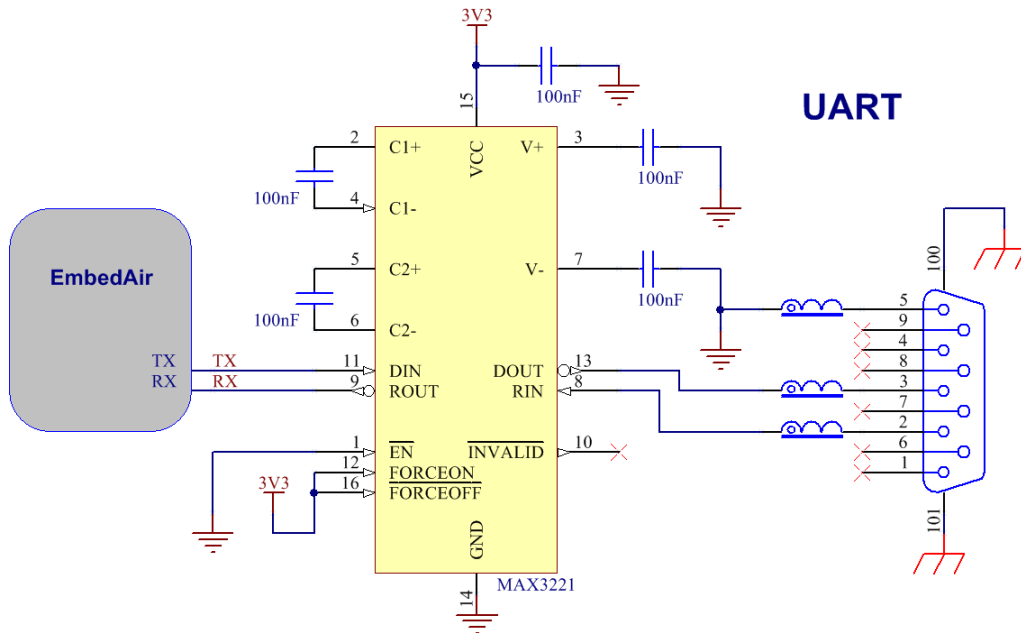 3V3
100nF
UART
15
VCC
2
C1+
V+
3
100nF
100nF
4
C1-
5
C2+
V-
7
100nF
100nF
6
C2-
100
EmbedAir
TX
TX
11
DIN
DOUT
13
RX
RX
9
ROUT
RIN
8
1
EN
INVALID
10
12
FORCEON
3V3
16
FORCEOFF
GND
14
MAX3221
5
9
4
8
3
7
2
6
1
101